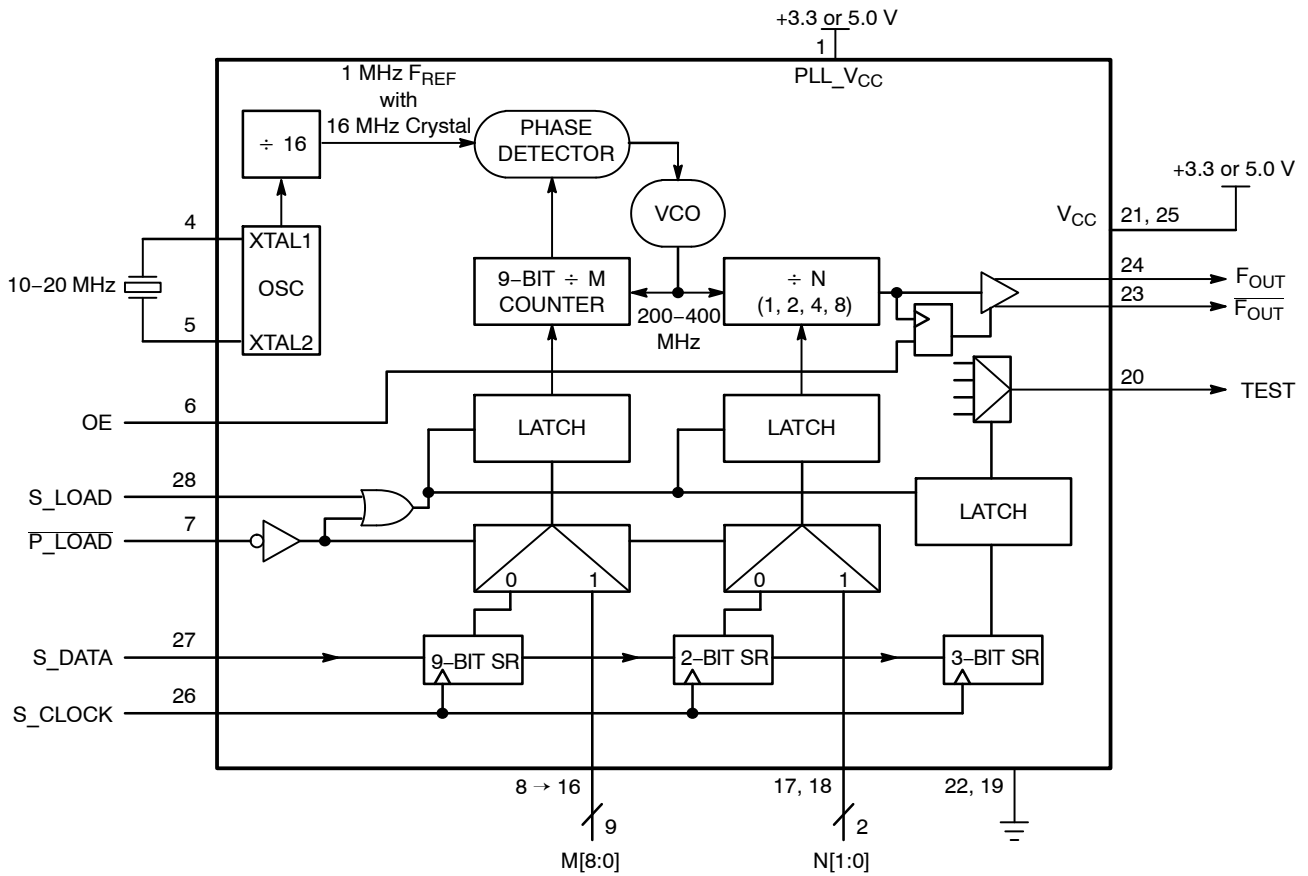 +3.3 or 5.0 V
1
PLL_VCC
1 MHz FREF
with
16 MHz Crystal
÷ 16
PHASE
DETECTOR
VCO
+3.3 or 5.0 V
VCC
21, 25
4
XTAL1
10–20 MHz
OSC
5
XTAL2
9–BIT ÷ M
COUNTER
200–400
MHz
÷ N
(1, 2, 4, 8)
24
FOUT
23
F̅O̅U̅T̅
20
TEST
6
OE
LATCH
LATCH
28
S_LOAD
7
P̅_̅L̅O̅A̅D̅
LATCH
0
1
0
1
27
S_DATA
9–BIT SR
2–BIT SR
3–BIT SR
26
S_CLOCK
8 → 16
17, 18
22, 19
9
2
M[8:0]
N[1:0]